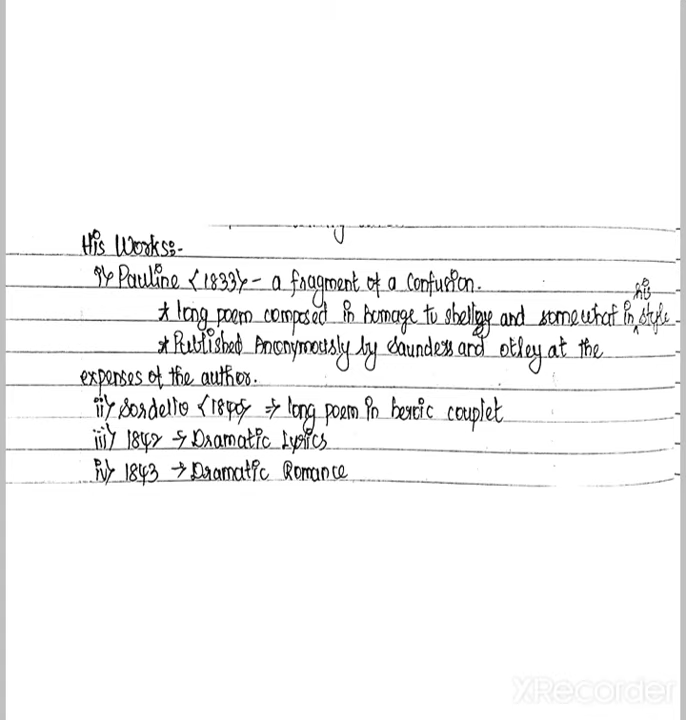 His Works:-
i) Pauline (1833) - a fragment of a Confusion.
* long poem composed in homage to shelley and somewhat in his style
* Published Anonymously by Saunders and otley at the
expenses of the author.
ii) Sordello (1840) → long poem in heroic couplet
iii) 1842 → Dramatic Lyrics
iv) 1843 → Dramatic Romance
XRecorder